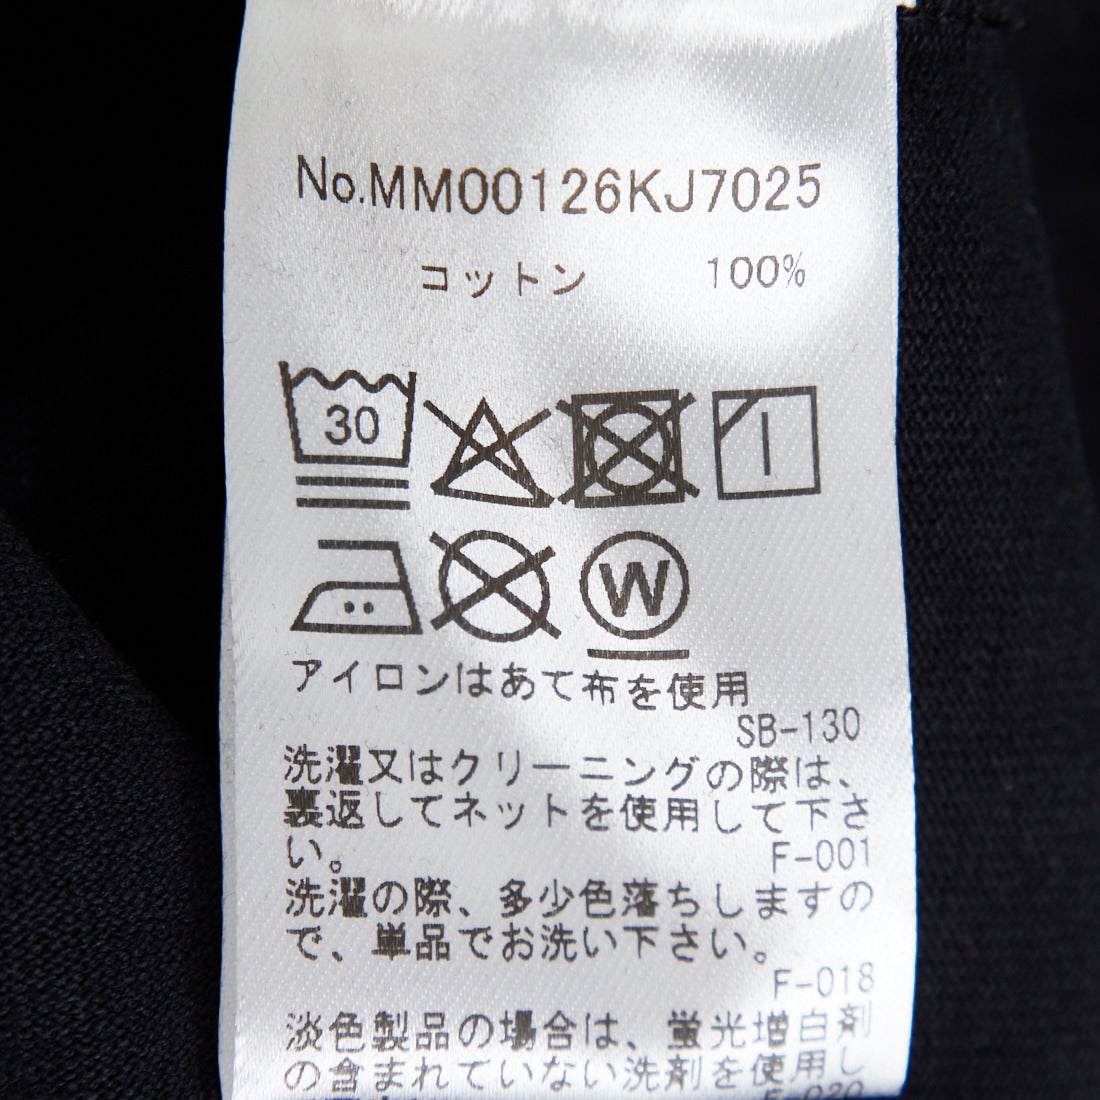 No.MM00126KJ7025
コットン 100%
30
W
アイロンはあて布を使用
SB-130
洗濯又はクリーニングの際は、
裏返してネットを使用して下さ
い。
F-001
洗濯の際、多少色落ちしますの
で、単品でお洗い下さい。
F-018
淡色製品の場合は、蛍光増白剤
の含まれていない洗剤を使用し